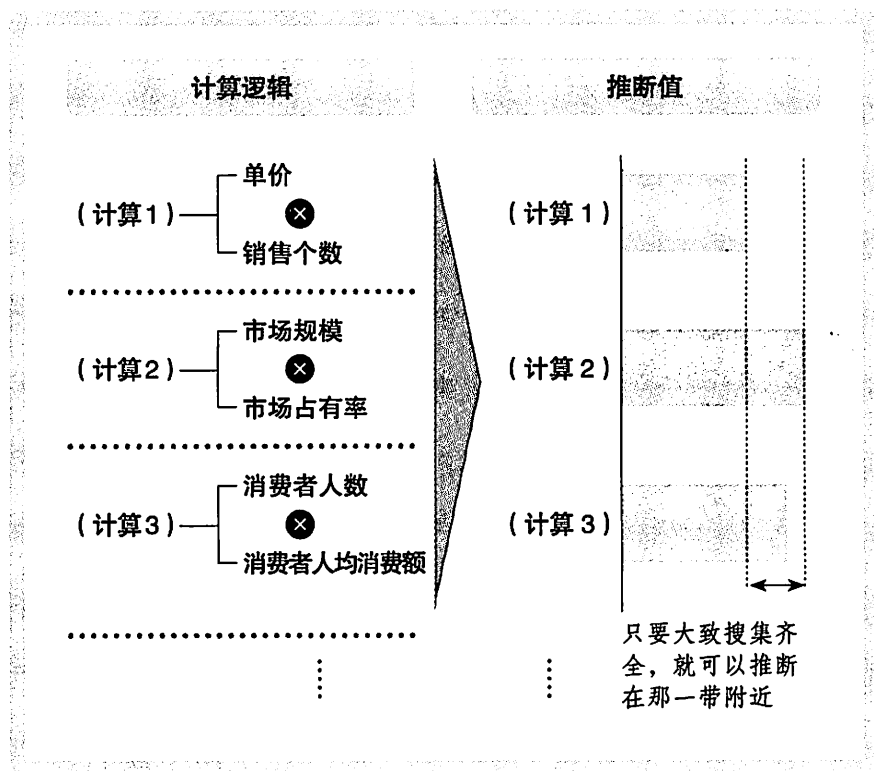 计算逻辑
推断值
(计算1)
单价
×
销售个数
(计算2)
市场规模
×
市场占有率
(计算3)
消费者人数
×
消费者人均消费额
(计算1)
(计算2)
(计算3)
只要大致搜集齐
全，就可以推断
在那一带附近